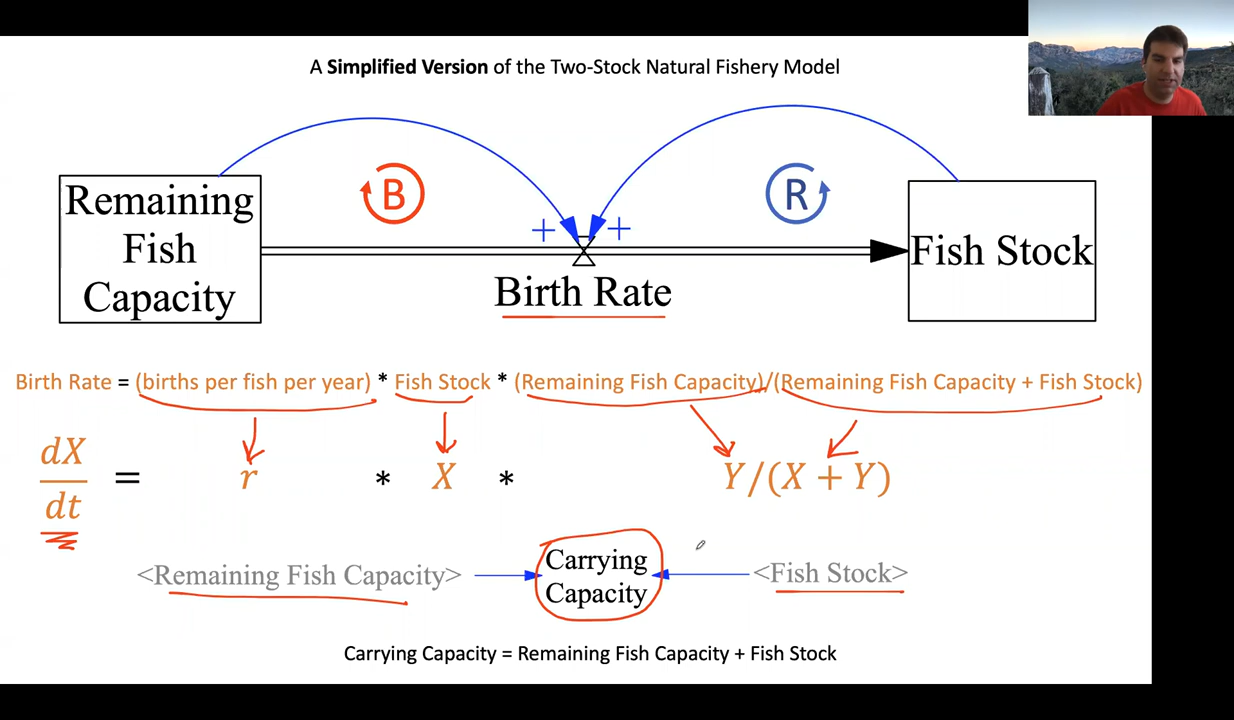 A Simplified Version of the Two-Stock Natural Fishery Model
Remaining
Fish
Capacity
B
R
+ +
Fish Stock
Birth Rate
Birth Rate = (births per fish per year) * Fish Stock * (Remaining Fish Capacity)/(Remaining Fish Capacity + Fish Stock)
dX
dt
= r * X * Y/(X + Y)
<Remaining Fish Capacity>
Carrying
Capacity
<Fish Stock>
Carrying Capacity = Remaining Fish Capacity + Fish Stock